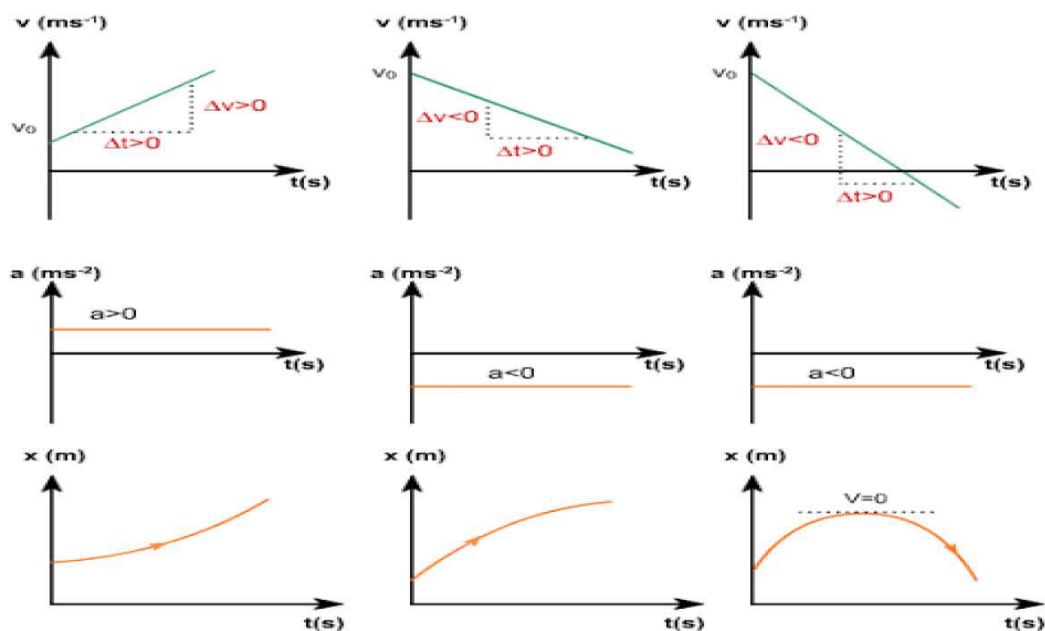 v (ms⁻¹)
v₀
Δv>0
Δt>0
t(s)
v (ms⁻¹)
v₀
Δv<0
Δt>0
t(s)
v (ms⁻¹)
v₀
Δv<0
Δt>0
t(s)
a (ms⁻²)
a>0
t(s)
a (ms⁻²)
a<0
t(s)
a (ms⁻²)
a<0
t(s)
x (m)
t(s)
x (m)
t(s)
x (m)
V=0
t(s)